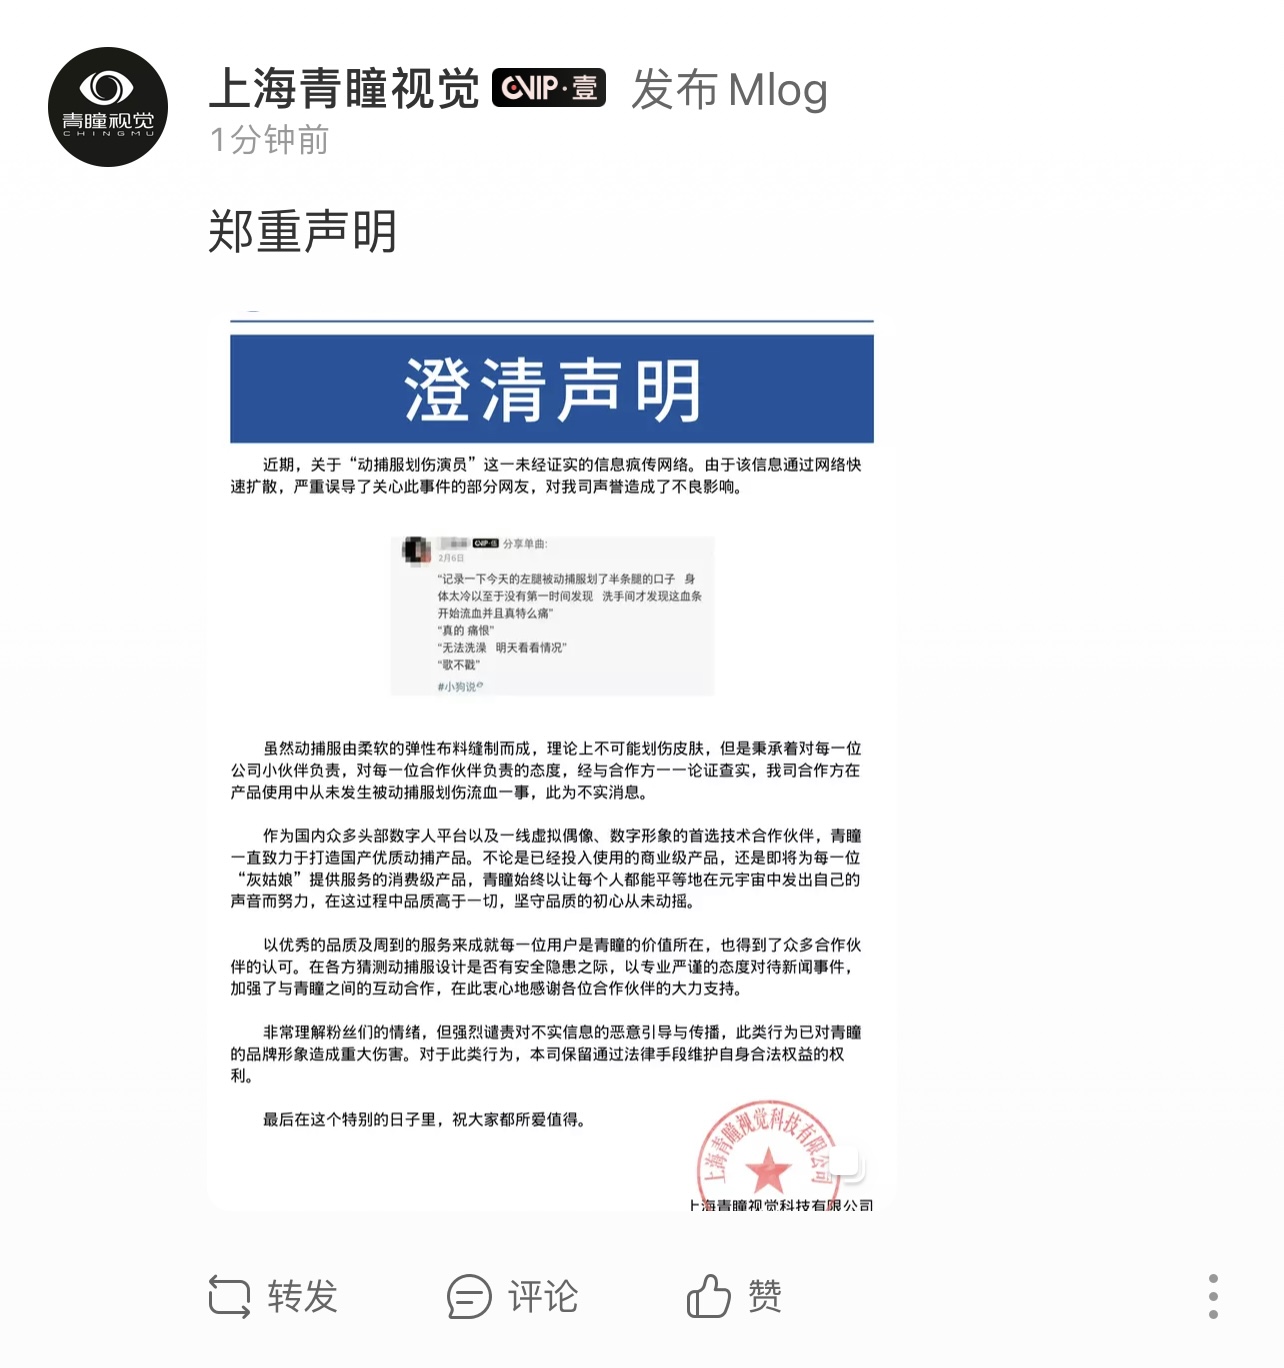 上海青瞳视觉 CVIP·壹 发布Mlog
青瞳视觉
CHINGMU
1分钟前
郑重声明
澄清声明
近期，关于“动捕服划伤演员”这一未经证实的信息疯传网络。由于该信息通过网络快
速扩散，严重误导了关心此事件的部分网友，对我司声誉造成了不良影响。
CVIP·伍 分享单曲:
2月6日
“记录一下今天的左腿被动捕服划了半条腿的口子 身
体太冷以至于没有第一时间发现 洗手间才发现这血条
开始流血并且真特么痛”
“真的 痛恨”
“无法洗澡 明天看看情况”
“歌不戳”
#小狗说
虽然动捕服由柔软的弹性布料缝制而成，理论上不可能划伤皮肤，但是秉承着对每一位
公司小伙伴负责，对每一位合作伙伴负责的态度，经与合作方一一论证查实，我司合作方在
产品使用中从未发生被动捕服划伤流血一事，此为不实消息。
作为国内众多头部数字人平台以及一线虚拟偶像、数字形象的首选技术合作伙伴，青瞳
一直致力于打造国产优质动捕产品。不论是已经投入使用的商业级产品，还是即将为每一位
“灰姑娘”提供服务的消费级产品，青瞳始终以让每个人都能平等地在元宇宙中发出自己的
声音而努力，在这过程中品质高于一切，坚守品质的初心从未动摇。
以优秀的品质及周到的服务来成就每一位用户是青瞳的价值所在，也得到了众多合作伙
伴的认可。在各方猜测动捕服设计是否有安全隐患之际，以专业严谨的态度对待新闻事件，
加强了与青瞳之间的互动合作，在此衷心地感谢各位合作伙伴的大力支持。
非常理解粉丝们的情绪，但强烈谴责对不实信息的恶意引导与传播，此类行为已对青瞳
的品牌形象造成重大伤害。对于此类行为，本司保留通过法律手段维护自身合法权益的权
利。
最后在这个特别的日子里，祝大家都所爱值得。
上海青瞳视觉科技有限公司
上海青瞳视觉科技有限公司
转发 评论 赞